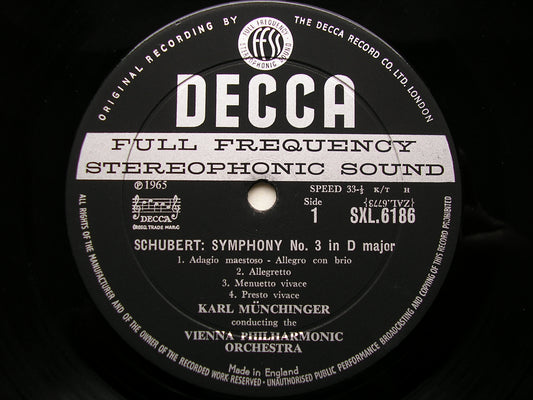 ORIGINAL RECORDING BY THE DECCA RECORD CO. LTD. LONDON
FULL FREQUENCY
ffss
STEREOPHONIC SOUND
DECCA
FULL FREQUENCY
STEREOPHONIC SOUND
℗1965
SPEED 33-⅓ K/T H
DECCA
REGD. TRADE MARK
Side
1
{ZAL.6773}
SXL.6186
SCHUBERT: SYMPHONY No. 3 in D major
1. Adagio maestoso - Allegro con brio
2. Allegretto
3. Menuetto vivace
4. Presto vivace
KARL MÜNCHINGER
conducting the
VIENNA PHILHARMONIC
ORCHESTRA
Made in England
ALL RIGHTS OF THE MANUFACTURER AND OF THE OWNER OF THE RECORDED WORK RESERVED · UNAUTHORISED PUBLIC PERFORMANCE, BROADCASTING AND COPYING OF THIS RECORD PROHIBITED